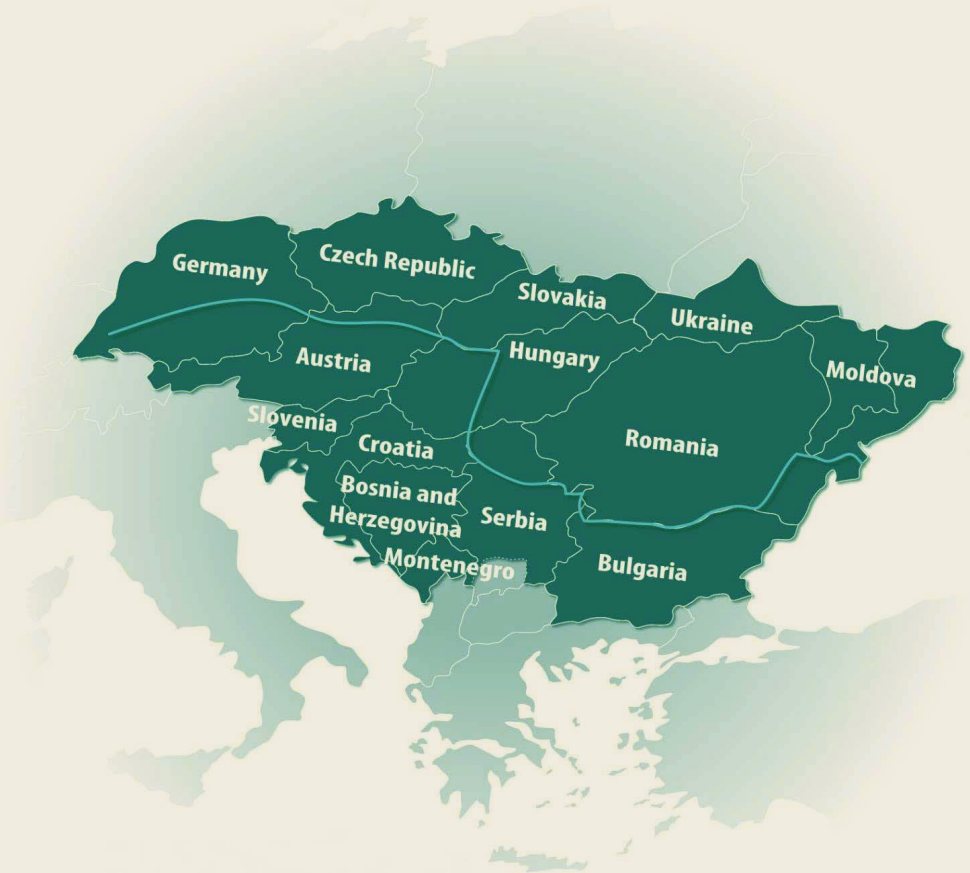 Germany
Czech Republic
Slovakia
Ukraine
Austria
Hungary
Moldova
Slovenia
Croatia
Romania
Bosnia and
Herzegovina
Serbia
Montenegro
Bulgaria